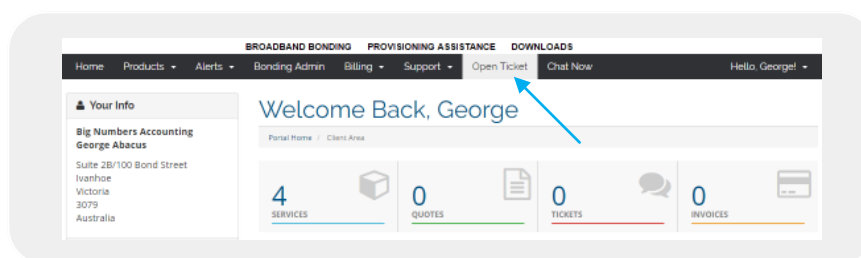 BROADBAND BONDING PROVISIONING ASSISTANCE DOWNLOADS
Home Products Alerts Bonding Admin Billing Support Open Ticket Chat Now Hello, George!
Your Info
Big Numbers Accounting
George Abacus
Suite 2B/100 Bond Street
Ivanhoe
Victoria
3079
Australia
Welcome Back, George
Portal Home / Client Area
4
SERVICES
0
QUOTES
0
TICKETS
0
INVOICES